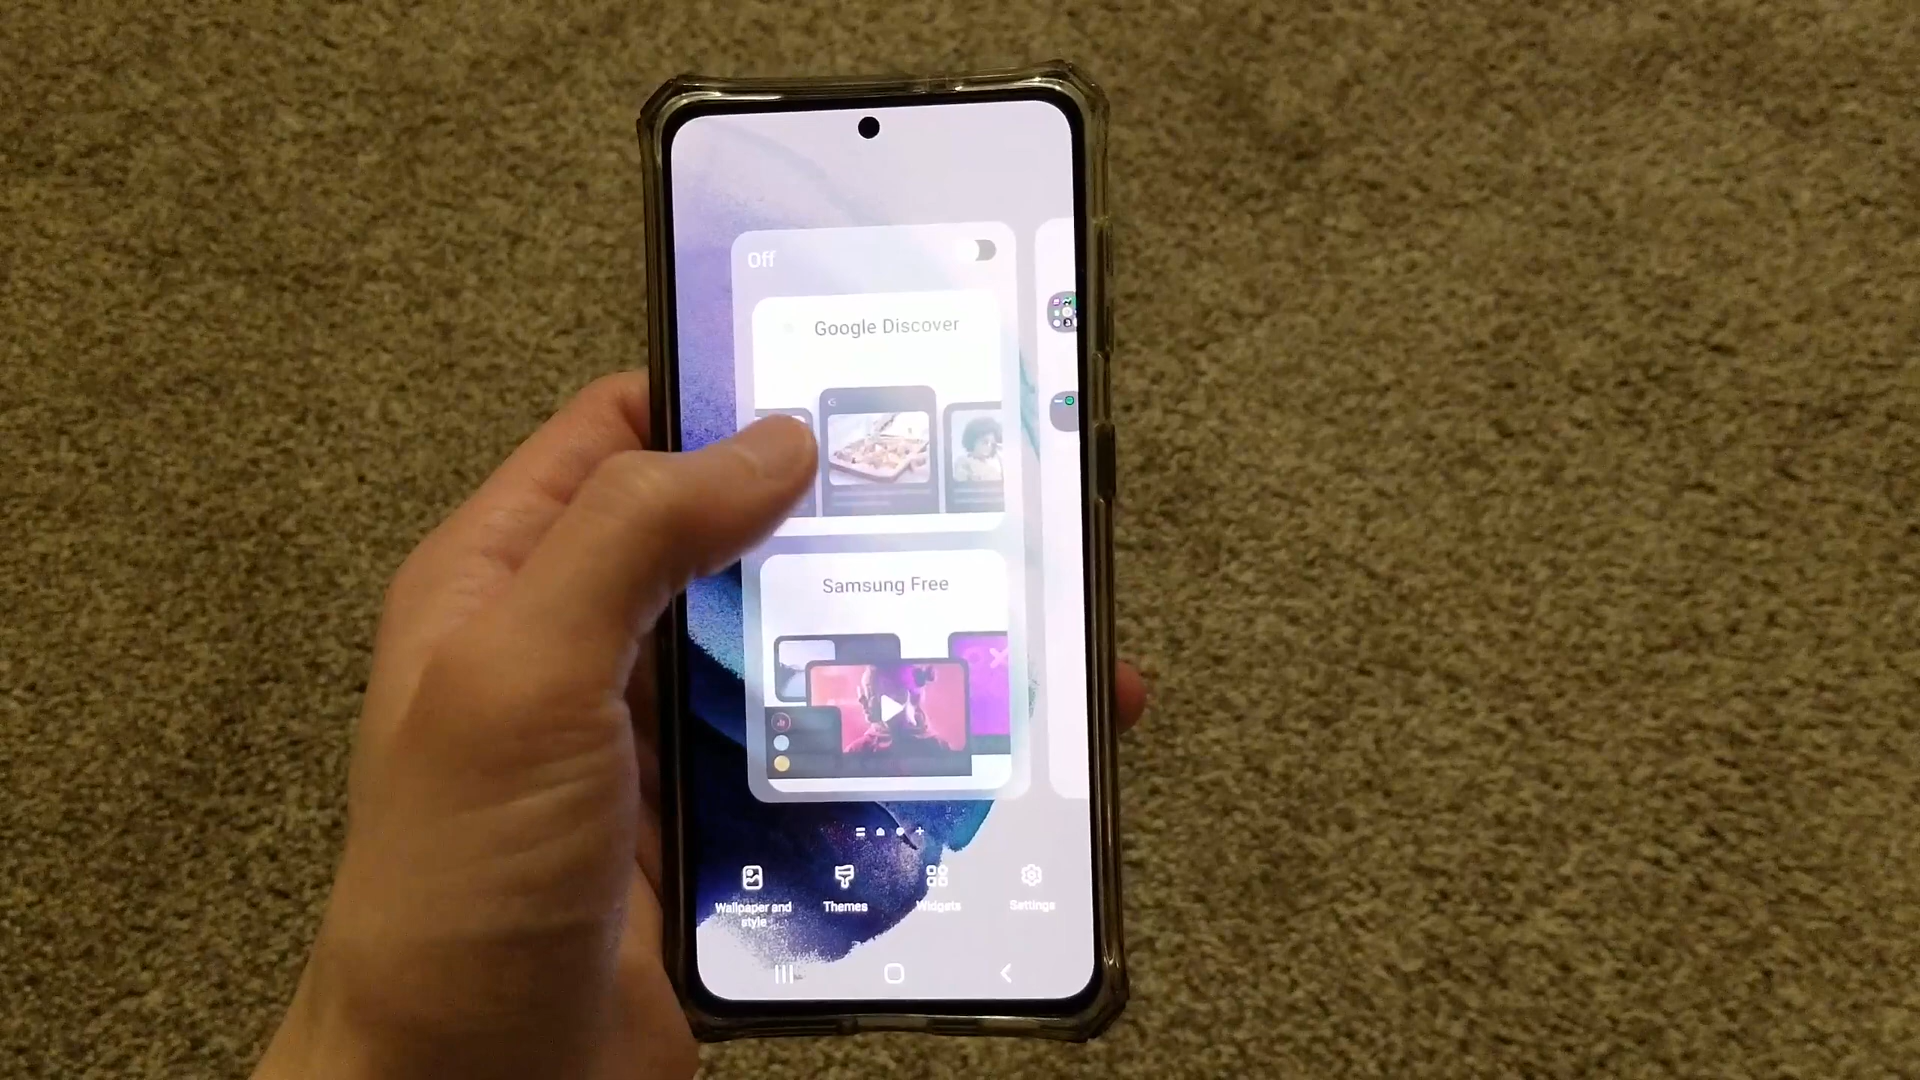 Off
Google Discover
Samsung Free
Wallpaper and
style
Themes
Widgets
Settings